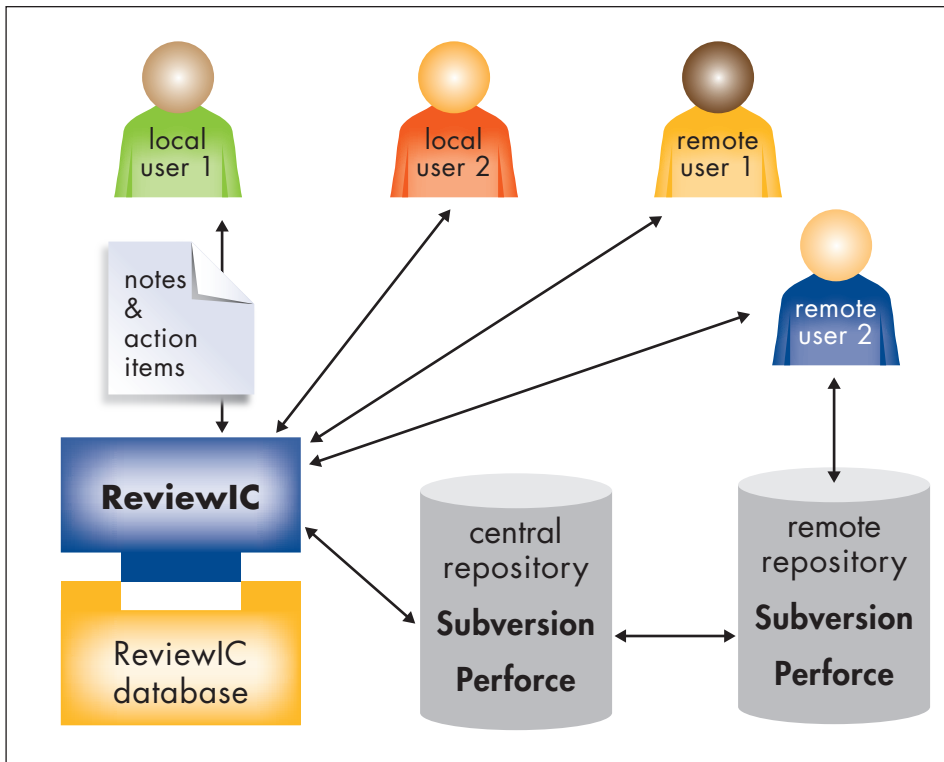 local
user 1
local
user 2
remote
user 1
remote
user 2
notes
&
action
items
ReviewIC
ReviewIC
database
central
repository
Subversion
Perforce
remote
repository
Subversion
Perforce